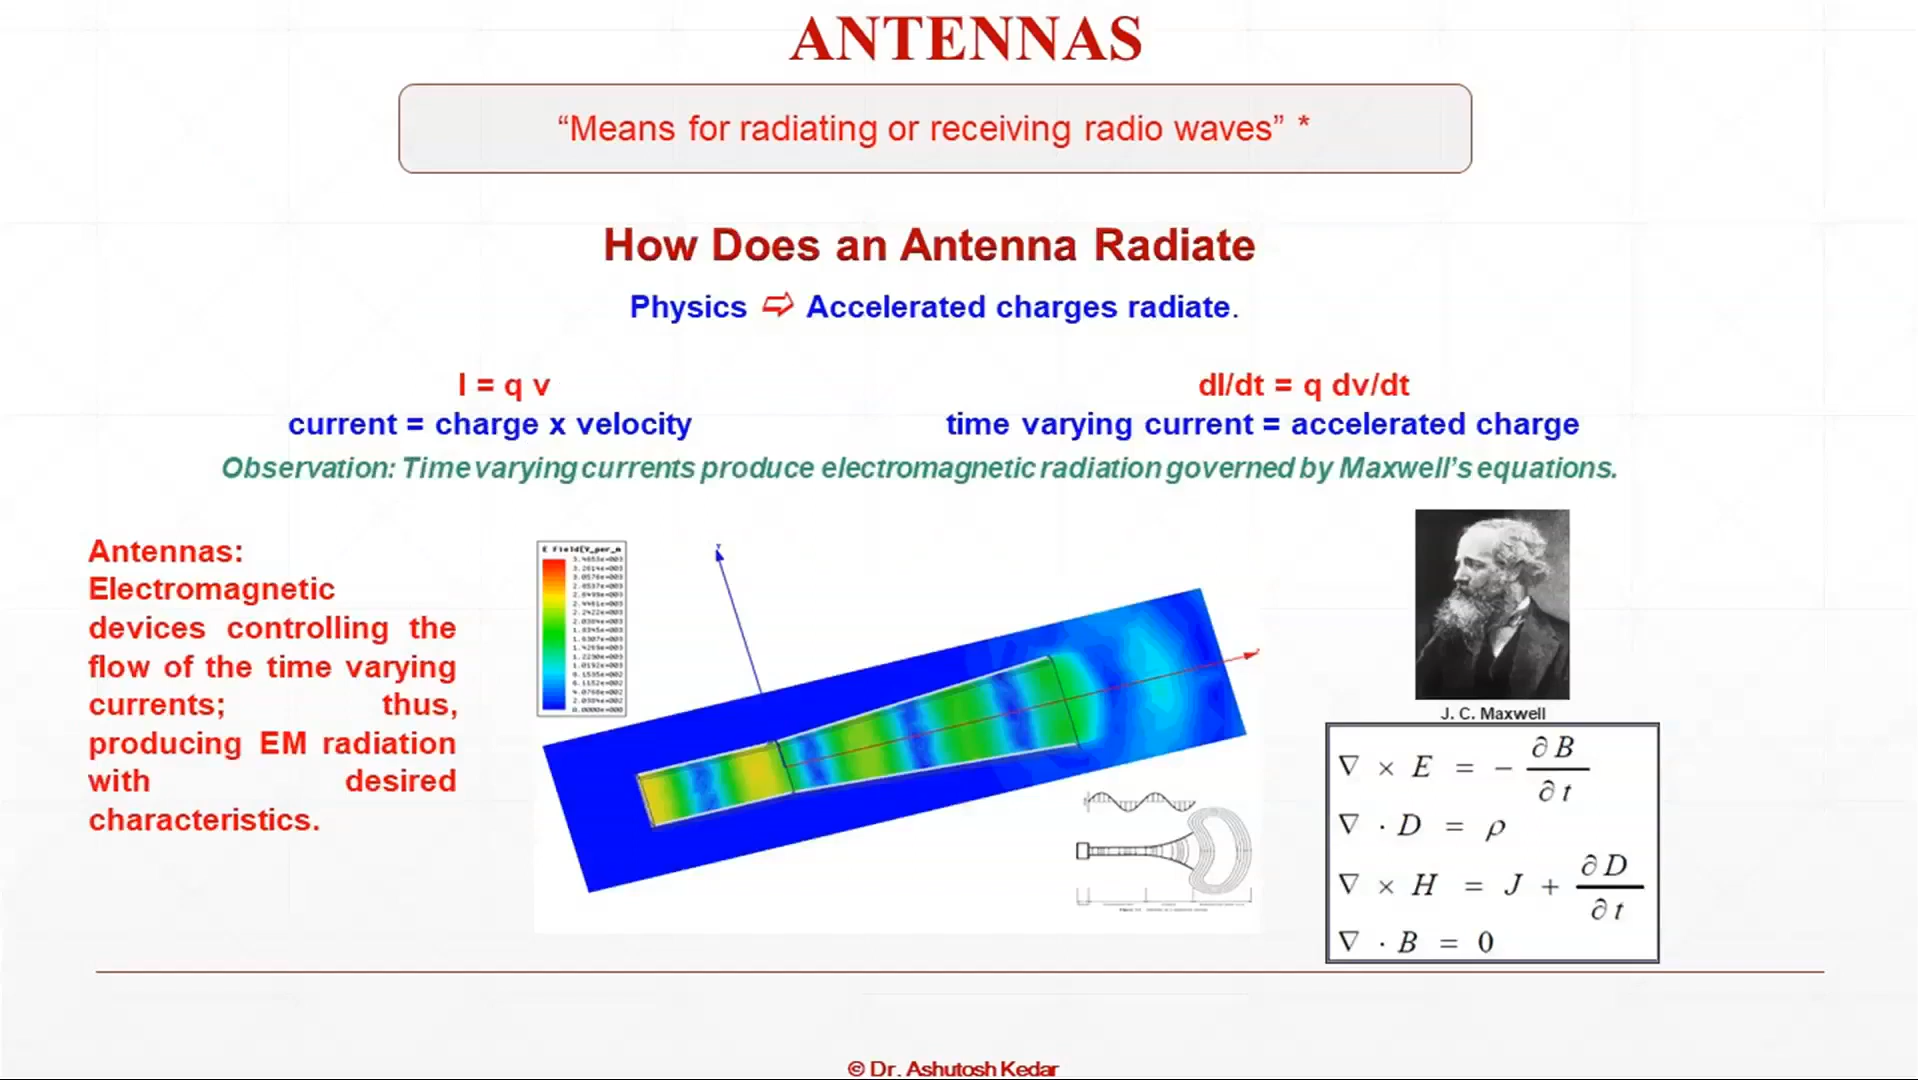 ANTENNAS
“Means for radiating or receiving radio waves” *
How Does an Antenna Radiate
Physics ➩ Accelerated charges radiate.
I = q v
current = charge x velocity
dI/dt = q dv/dt
time varying current = accelerated charge
Observation: Time varying currents produce electromagnetic radiation governed by Maxwell’s equations.
Antennas:
Electromagnetic
devices controlling the
flow of the time varying
currents; thus,
producing EM radiation
with desired
characteristics.
E Field[V_per_m
J. C. Maxwell
∇ × E = − ∂B/∂t
∇ · D = ρ
∇ × H = J + ∂D/∂t
∇ · B = 0
© Dr. Ashutosh Kedar